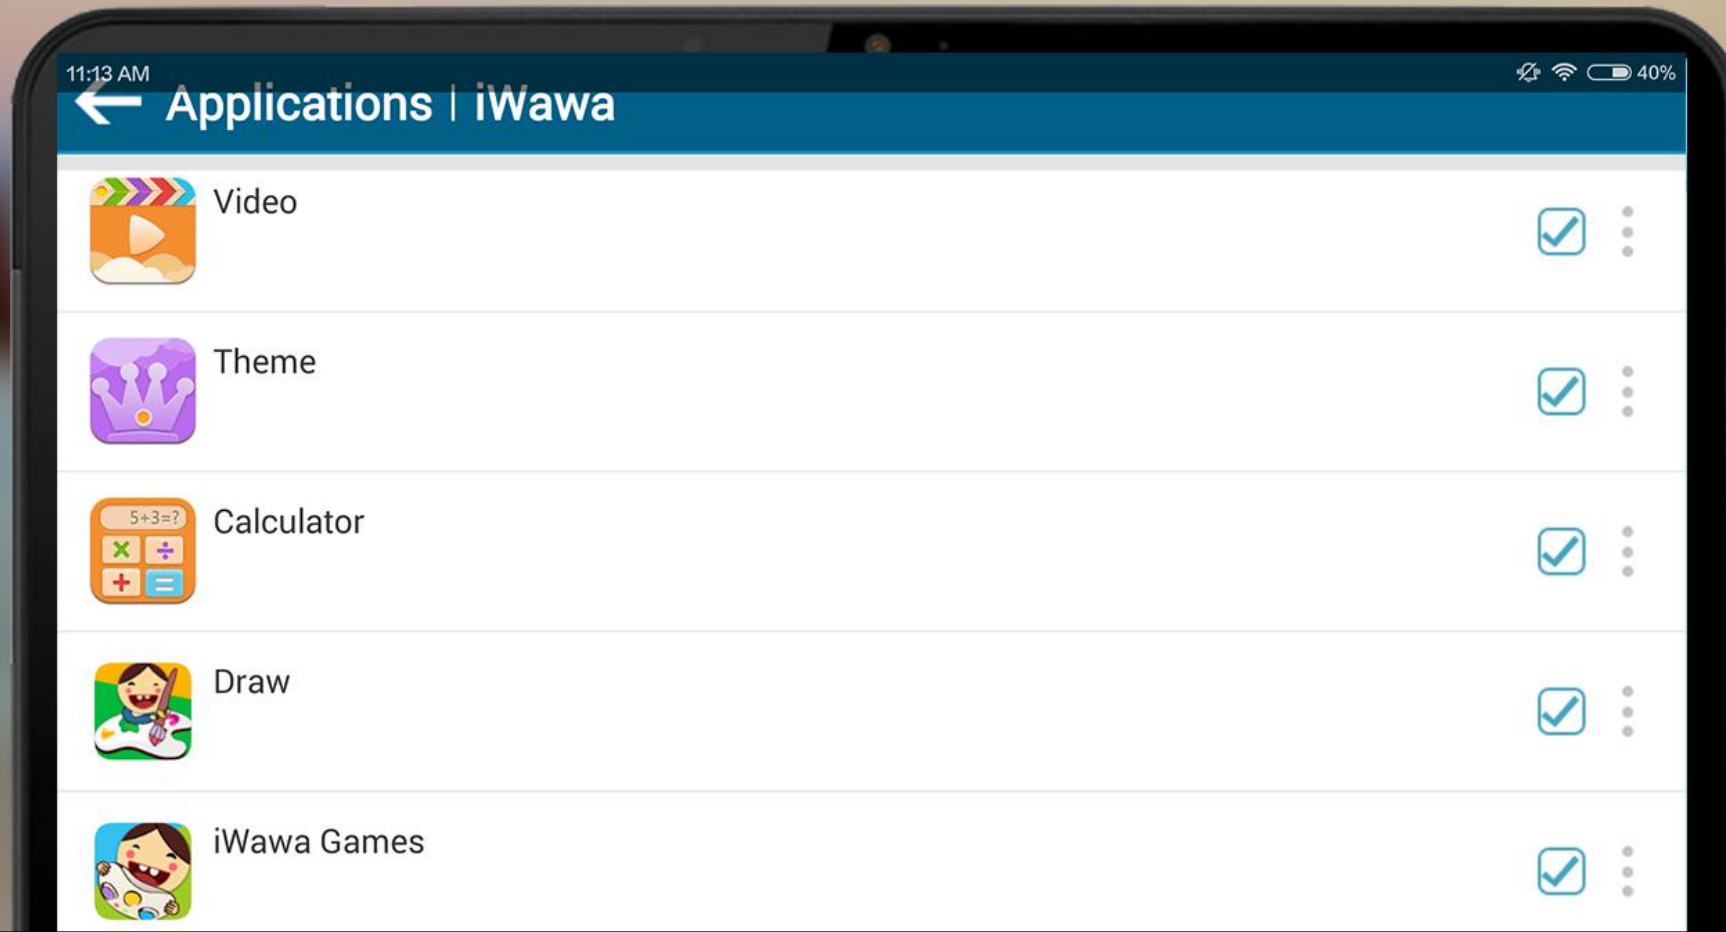 11:13 AM
40%
Applications | iWawa
Video
Theme
5+3=?
Calculator
Draw
iWawa Games